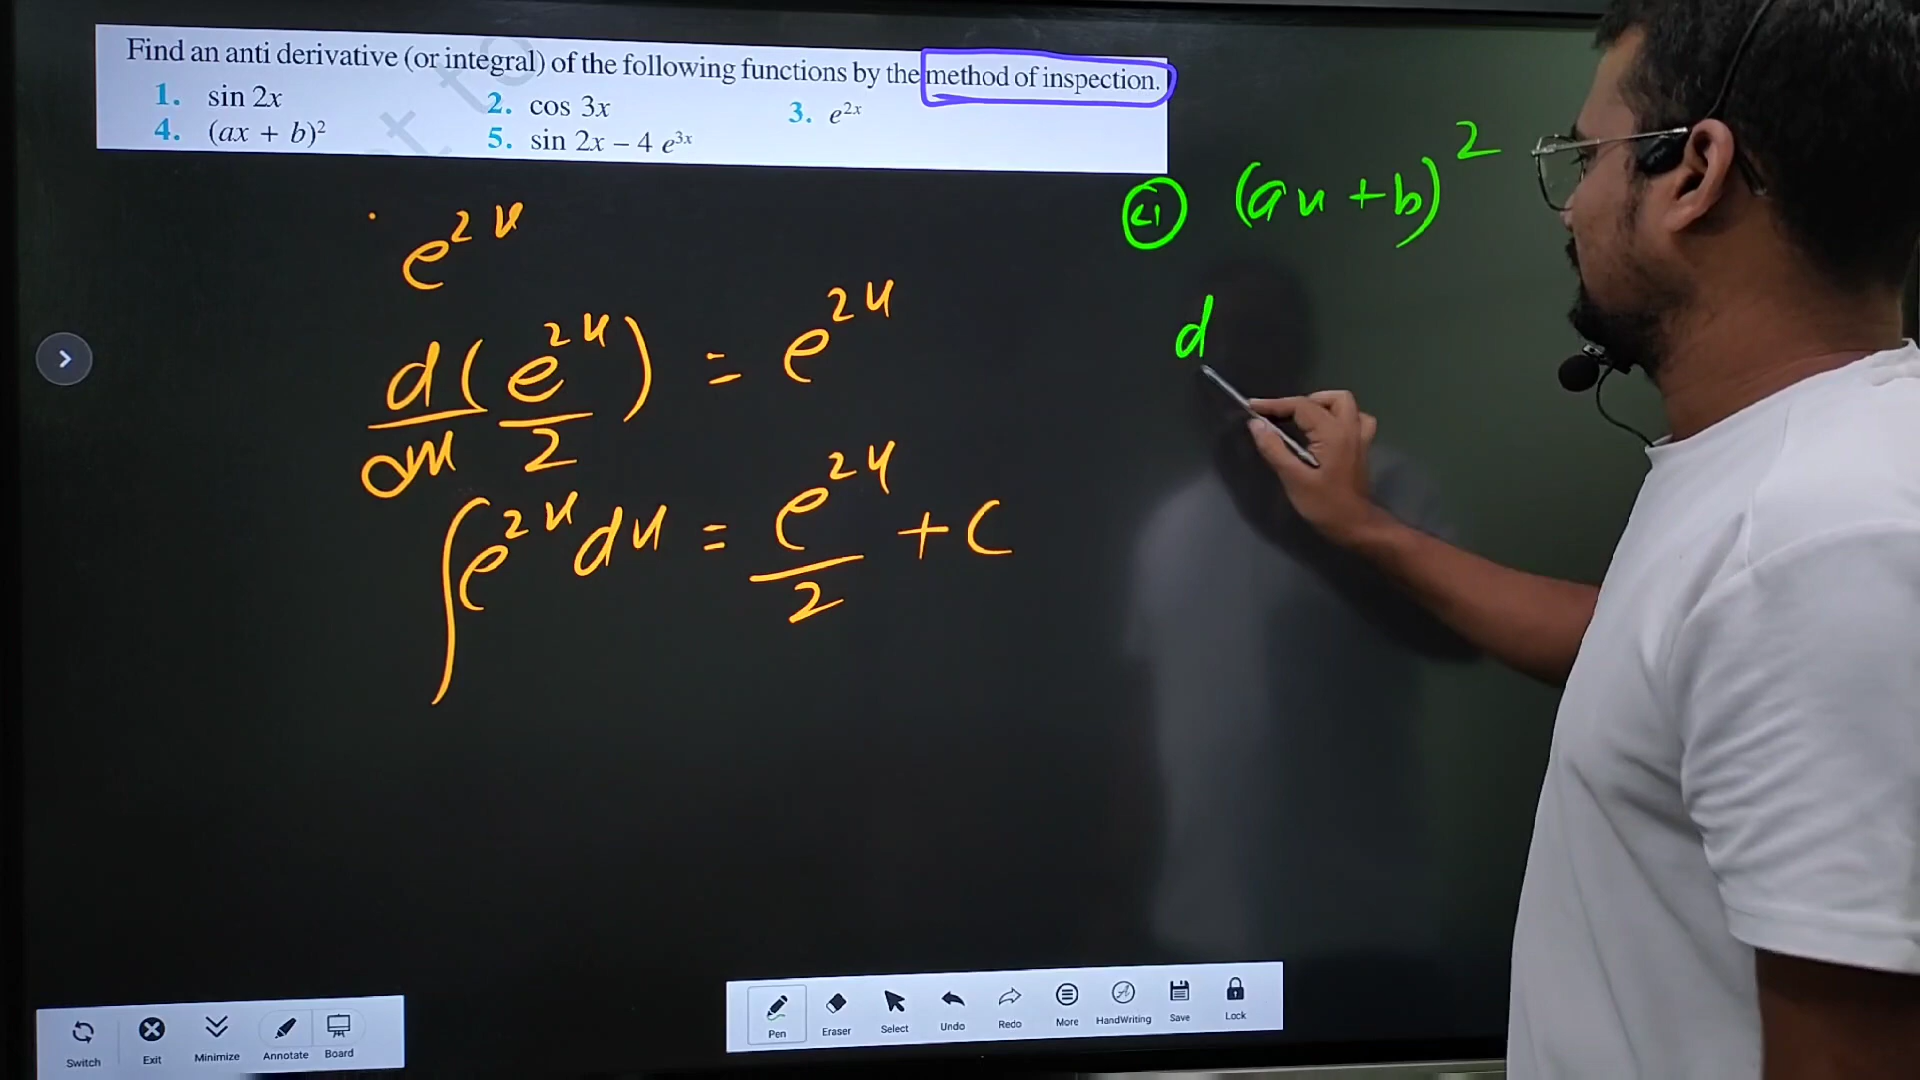 Find an anti derivative (or integral) of the following functions by the method of inspection.
1. sin 2x 2. cos 3x 3. e^{2x}
4. (ax + b)² 5. sin 2x – 4 e^{3x}
e^{2x}
d/dx (e^{2x}/2) = e^{2x}
∫e^{2x} dx = e^{2x}/2 + C
(ax + b)²
d
Switch Exit Minimize Annotate Board
Pen Eraser Select Undo Redo More HandWriting Save Lock